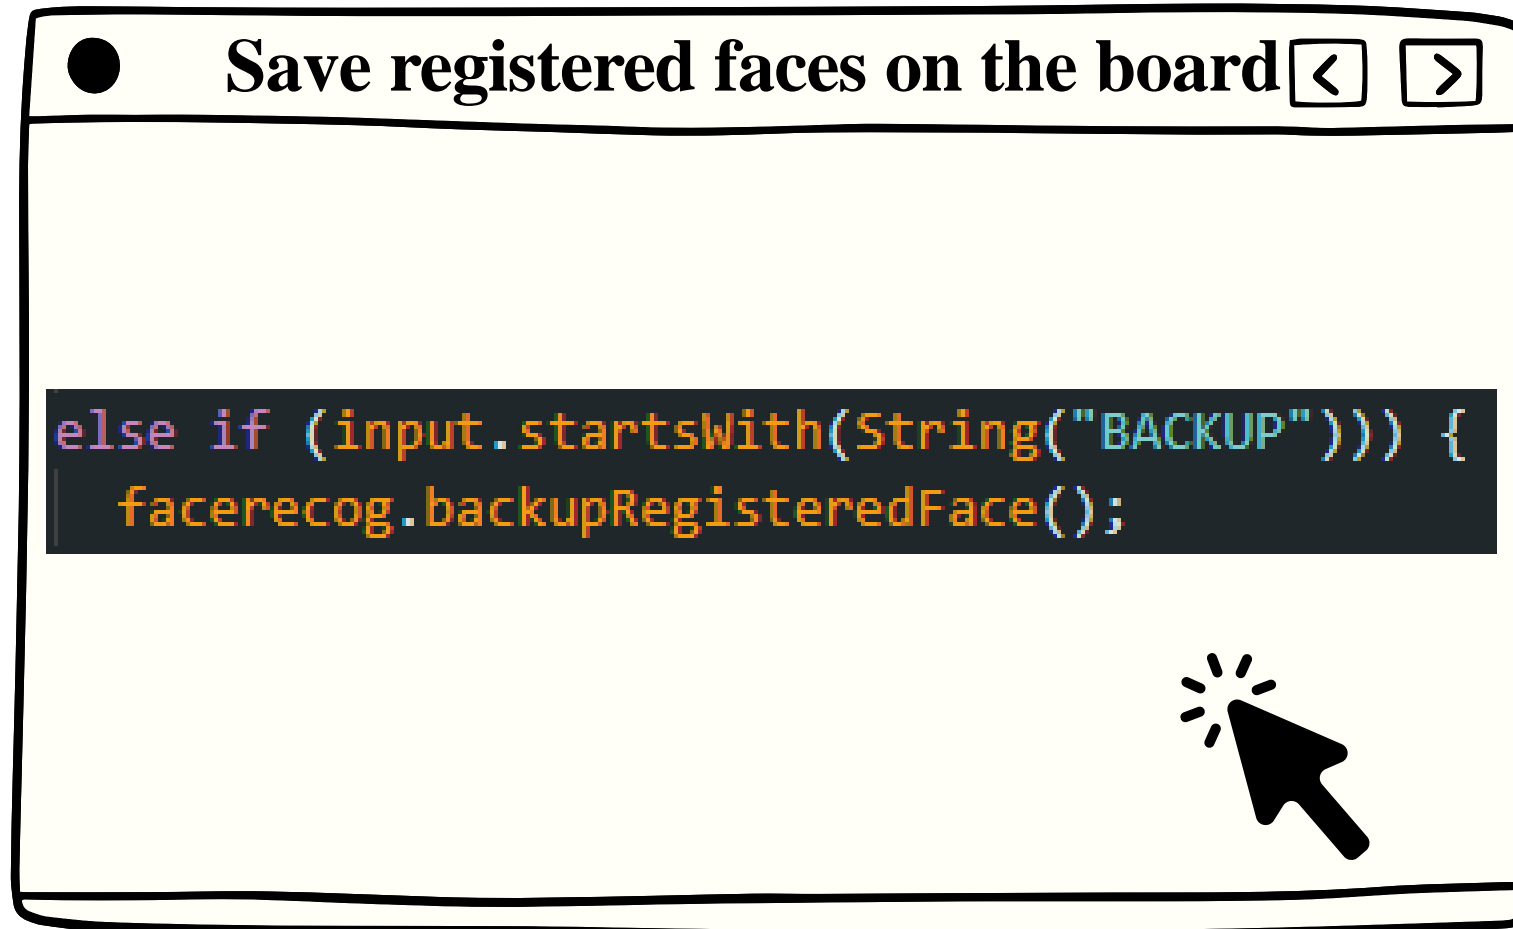 Save registered faces on the board
else if (input.startsWith(String("BACKUP"))) {
facerecog.backupRegisteredFace();